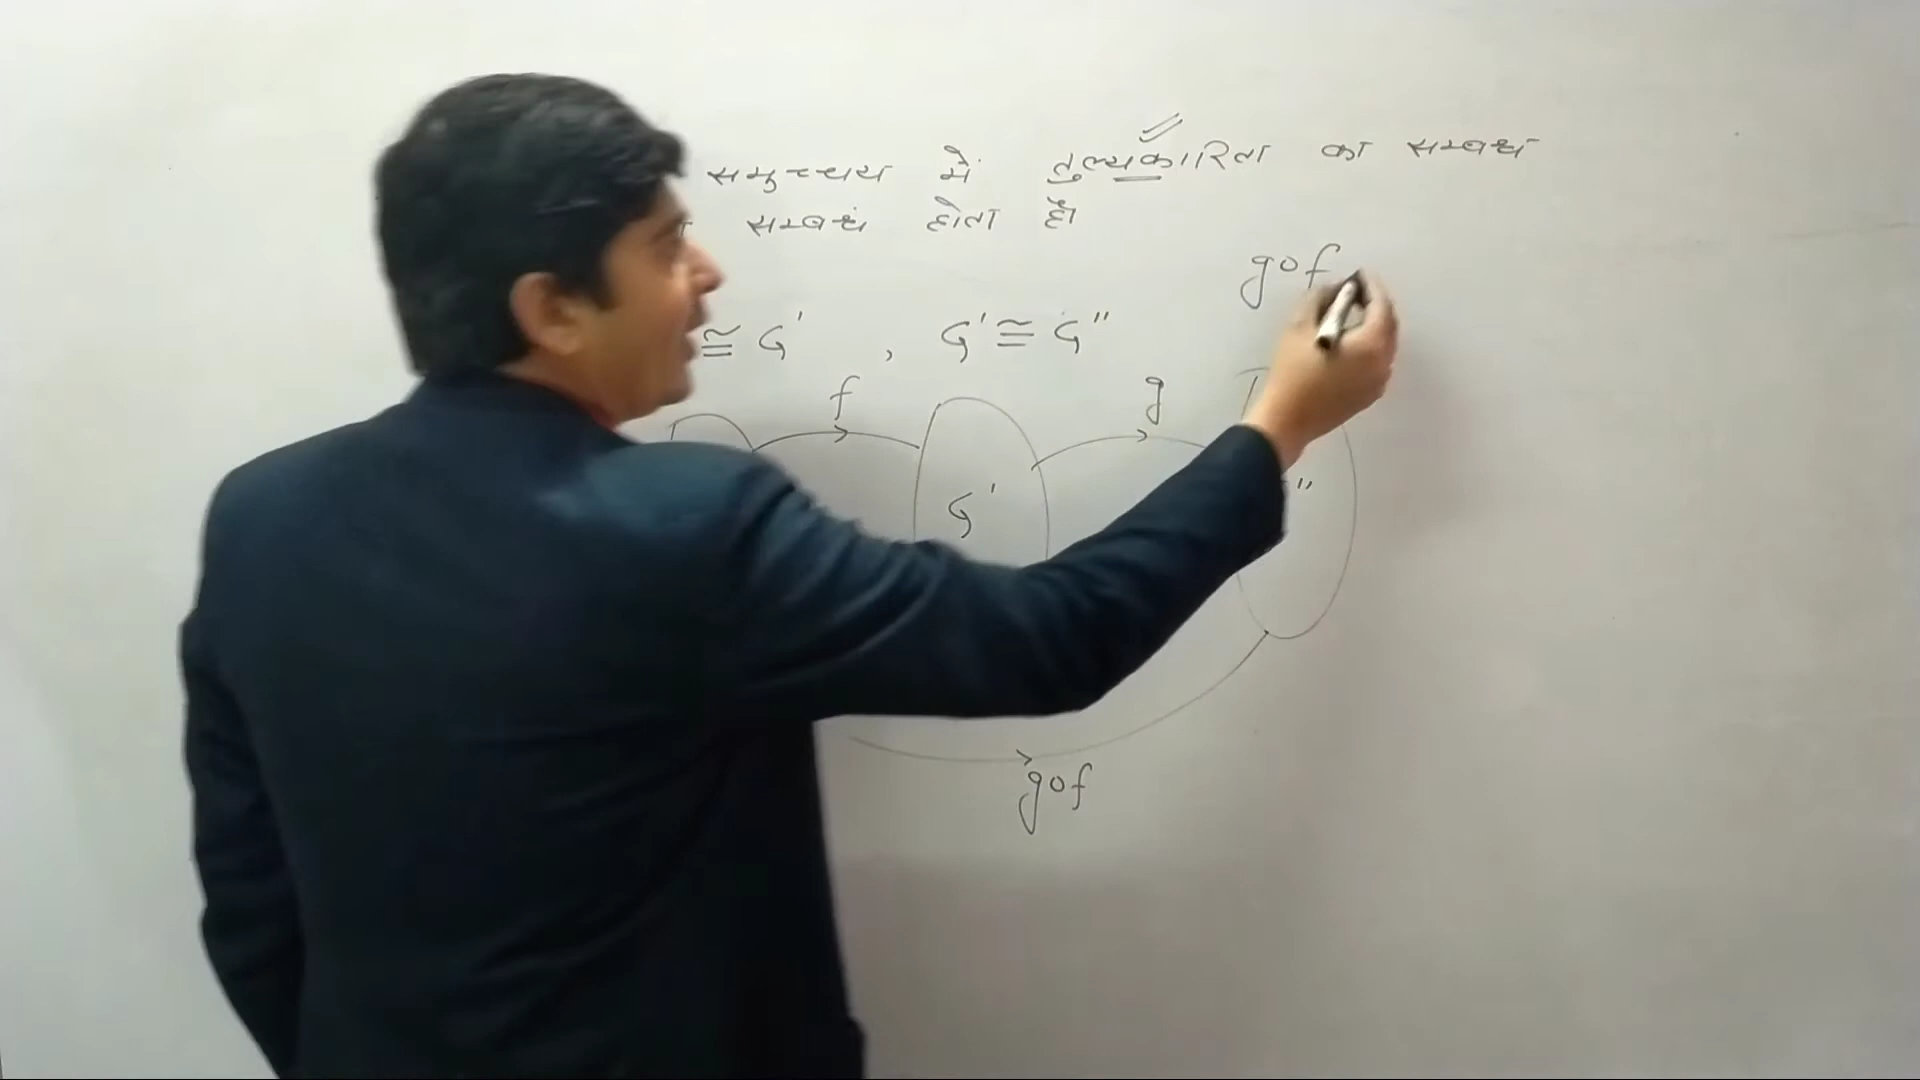 समुच्चय में तुल्यकारिता का सम्बन्ध
सम्बन्ध होता है
gof
≅ G' , G' ≅ G''
f g
G' ''
gof